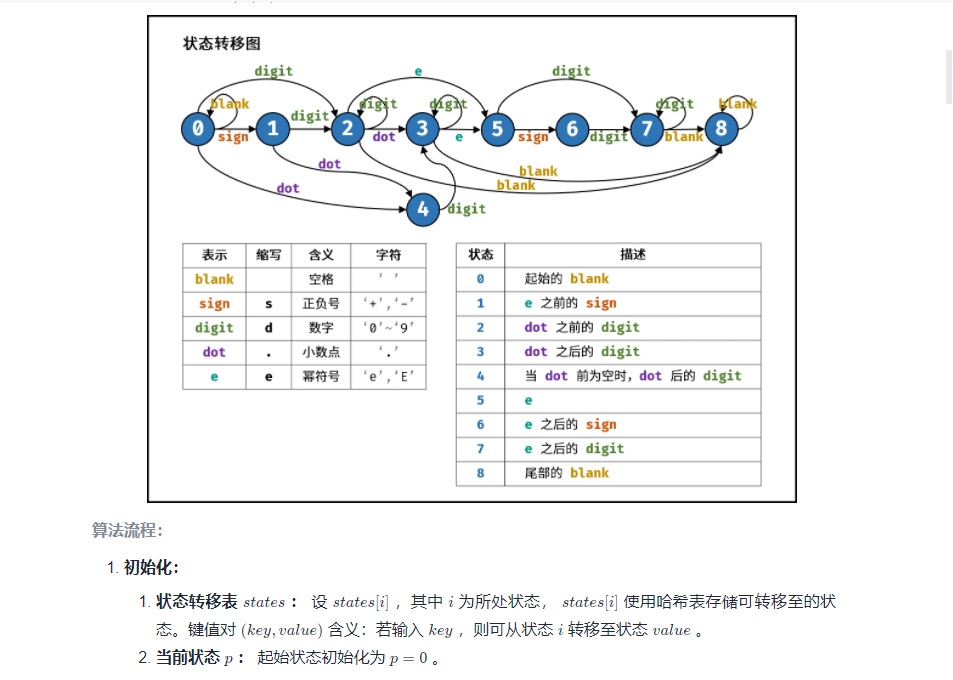 状态转移图
digit
e
digit
blank
digit
digit
digit
blank
0
1
2
3
5
6
7
8
digit
sign
dot
e
sign
digit
blank
dot
blank
blank
dot
4
digit
表示 缩写 含义 字符
blank 空格 ' '
sign s 正负号 '+','-'
digit d 数字 '0'~'9'
dot . 小数点 '.'
e e 幂符号 'e','E'
状态 描述
0 起始的 blank
1 e 之前的 sign
2 dot 之前的 digit
3 dot 之后的 digit
4 当 dot 前为空时，dot 后的 digit
5 e
6 e 之后的 sign
7 e 之后的 digit
8 尾部的 blank
算法流程：
1. 初始化：
1. 状态转移表 states ： 设 states[i] ，其中 i 为所处状态， states[i] 使用哈希表存储可转移至的状
态。键值对 (key, value) 含义：若输入 key ，则可从状态 i 转移至状态 value 。
2. 当前状态 p ： 起始状态初始化为 p = 0 。